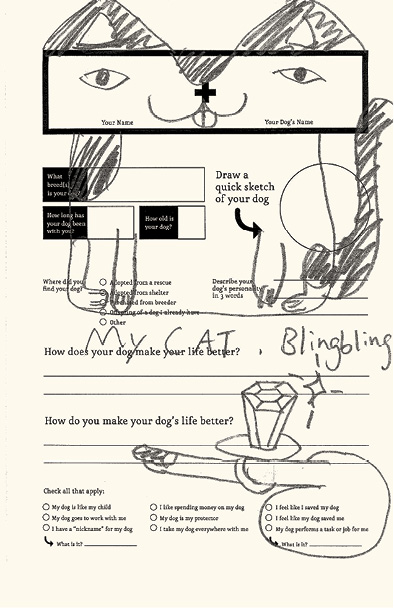 Your Name
Your Dog's Name
What
breed(s)
is your dog?
Draw a
quick sketch
of your dog
How long has
your dog been
with you?
How old is
your dog?
Where did you
find your dog?
Adopted from a rescue
Adopted from shelter
Purchased from breeder
Offspring of a dog I already have
Other
Describe your
dog's personality
in 3 words
My CAT, Blingbling
How does your dog make your life better?
How do you make your dog's life better?
Check all that apply:
My dog is like my child
My dog goes to work with me
I have a "nickname" for my dog
What is it?
I like spending money on my dog
My dog is my protector
I take my dog everywhere with me
I feel like I saved my dog
I feel like my dog saved me
My dog performs a task or job for me
What is it?